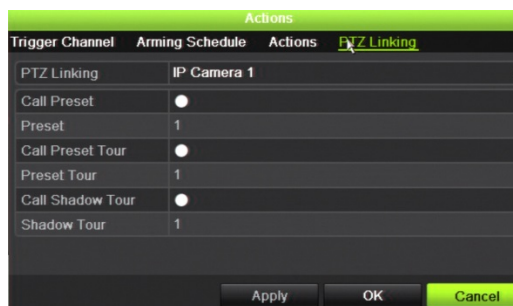 Actions
Trigger Channel Arming Schedule Actions PTZ Linking
PTZ Linking IP Camera 1
Call Preset
Preset 1
Call Preset Tour
Preset Tour 1
Call Shadow Tour
Shadow Tour 1
Apply OK Cancel